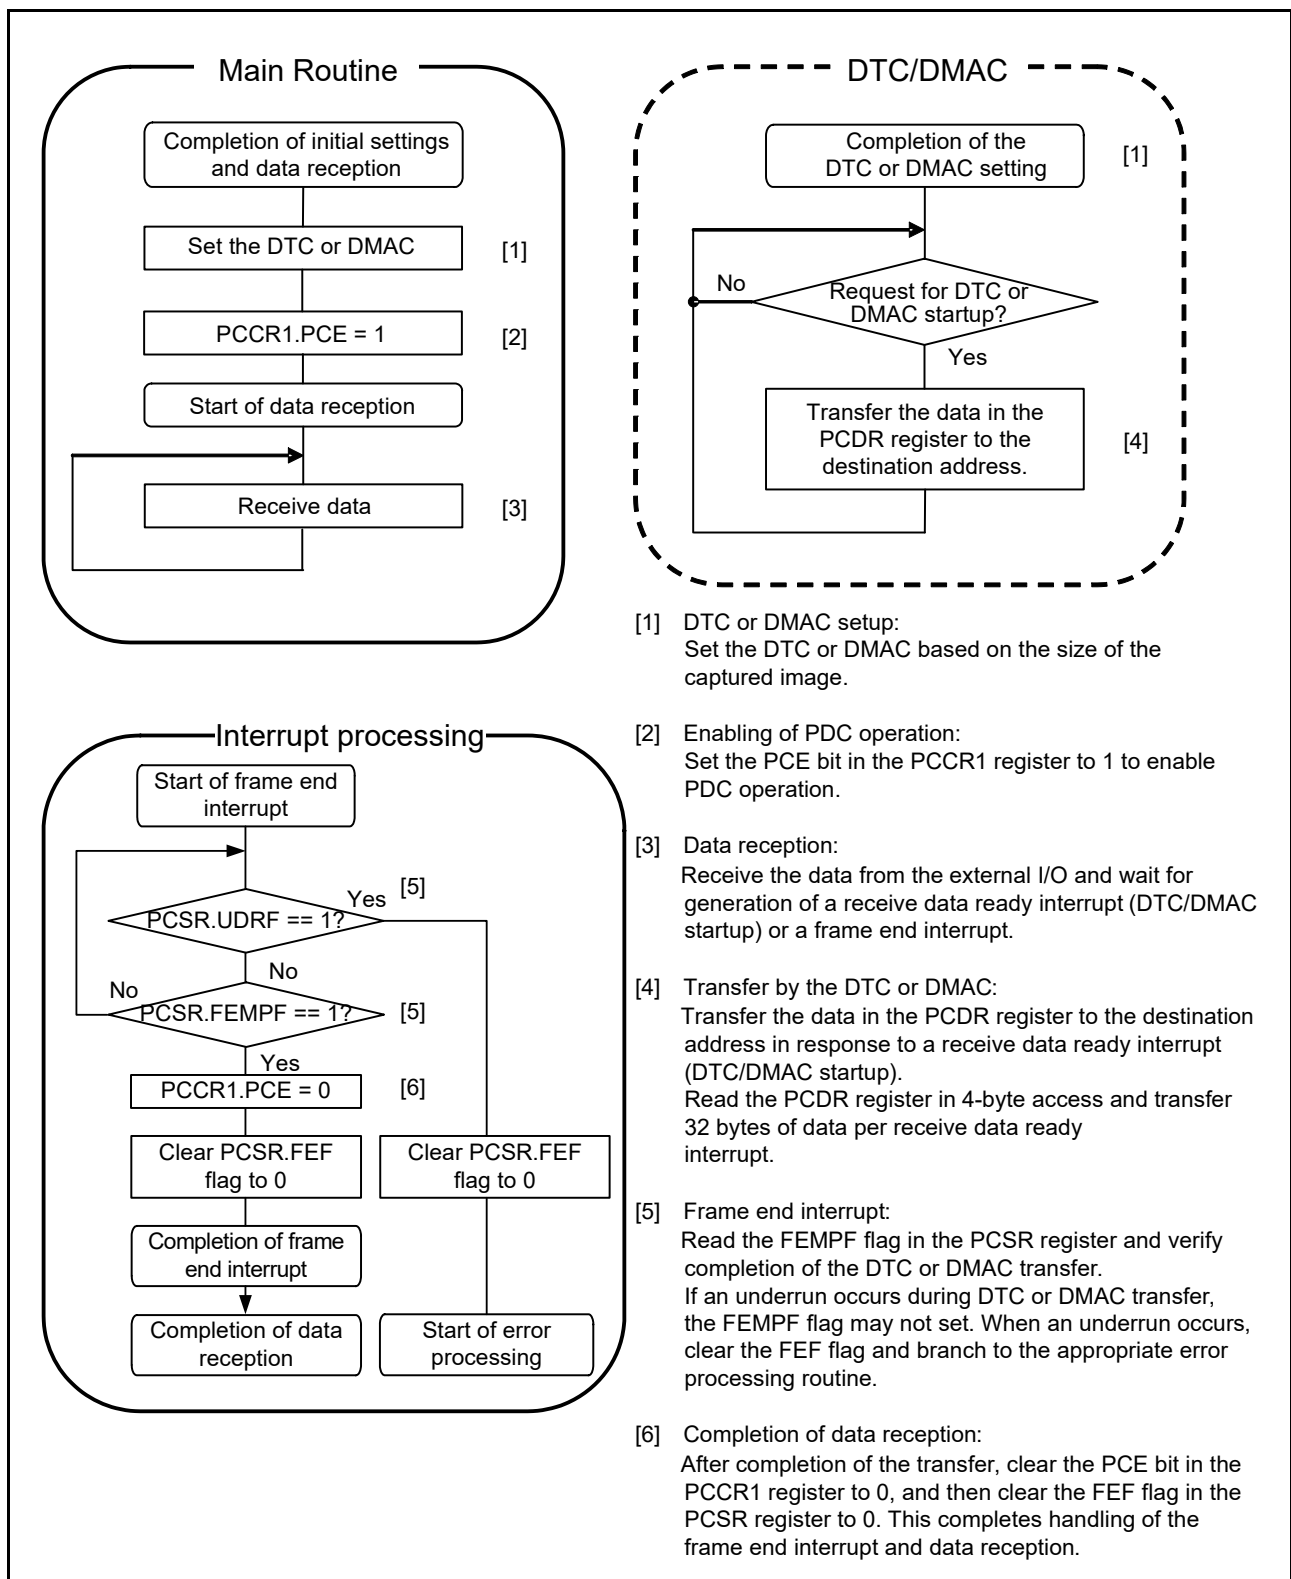 Main Routine
Completion of initial settings
and data reception
Set the DTC or DMAC
[1]
PCCR1.PCE = 1
[2]
Start of data reception
Receive data
[3]
DTC/DMAC
Completion of the
DTC or DMAC setting
[1]
No
Request for DTC or
DMAC startup?
Yes
Transfer the data in the
PCDR register to the
destination address.
[4]
Interrupt processing
Start of frame end
interrupt
Yes
[5]
PCSR.UDRF == 1?
No
No
PCSR.FEMPF == 1?
[5]
Yes
PCCR1.PCE = 0
[6]
Clear PCSR.FEF
flag to 0
Clear PCSR.FEF
flag to 0
Completion of frame
end interrupt
Completion of data
reception
Start of error
processing
[1] DTC or DMAC setup:
Set the DTC or DMAC based on the size of the
captured image.
[2] Enabling of PDC operation:
Set the PCE bit in the PCCR1 register to 1 to enable
PDC operation.
[3] Data reception:
Receive the data from the external I/O and wait for
generation of a receive data ready interrupt (DTC/DMAC
startup) or a frame end interrupt.
[4] Transfer by the DTC or DMAC:
Transfer the data in the PCDR register to the destination
address in response to a receive data ready interrupt
(DTC/DMAC startup).
Read the PCDR register in 4-byte access and transfer
32 bytes of data per receive data ready
interrupt.
[5] Frame end interrupt:
Read the FEMPF flag in the PCSR register and verify
completion of the DTC or DMAC transfer.
If an underrun occurs during DTC or DMAC transfer,
the FEMPF flag may not set. When an underrun occurs,
clear the FEF flag and branch to the appropriate error
processing routine.
[6] Completion of data reception:
After completion of the transfer, clear the PCE bit in the
PCCR1 register to 0, and then clear the FEF flag in the
PCSR register to 0. This completes handling of the
frame end interrupt and data reception.